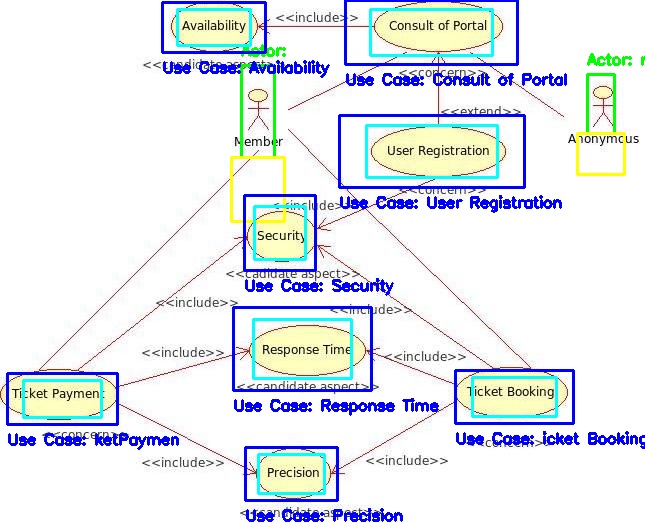 Availability
<<include>>
Consult of Portal
Actor:
<<candidate aspect>>
Use Case: Availability
<<concern>>
Use Case: Consult of Portal
Actor:
<<extend>>
Member
Anonymous
User Registration
<<concern>>
Use Case: User Registration
<<include>>
Security
<<cadidate aspect>>
Use Case: Security
<<include>>
<<include>>
<<include>>
Response Time
<<include>>
<<candidate aspect>>
Use Case: Response Time
Ticket Payment
Ticket Booking
<<concern>>
Use Case: ketPaymen
Use Case: icket Booking
<<concern>>
<<include>>
<<include>>
Precision
<<candidate aspect>>
Use Case: Precision